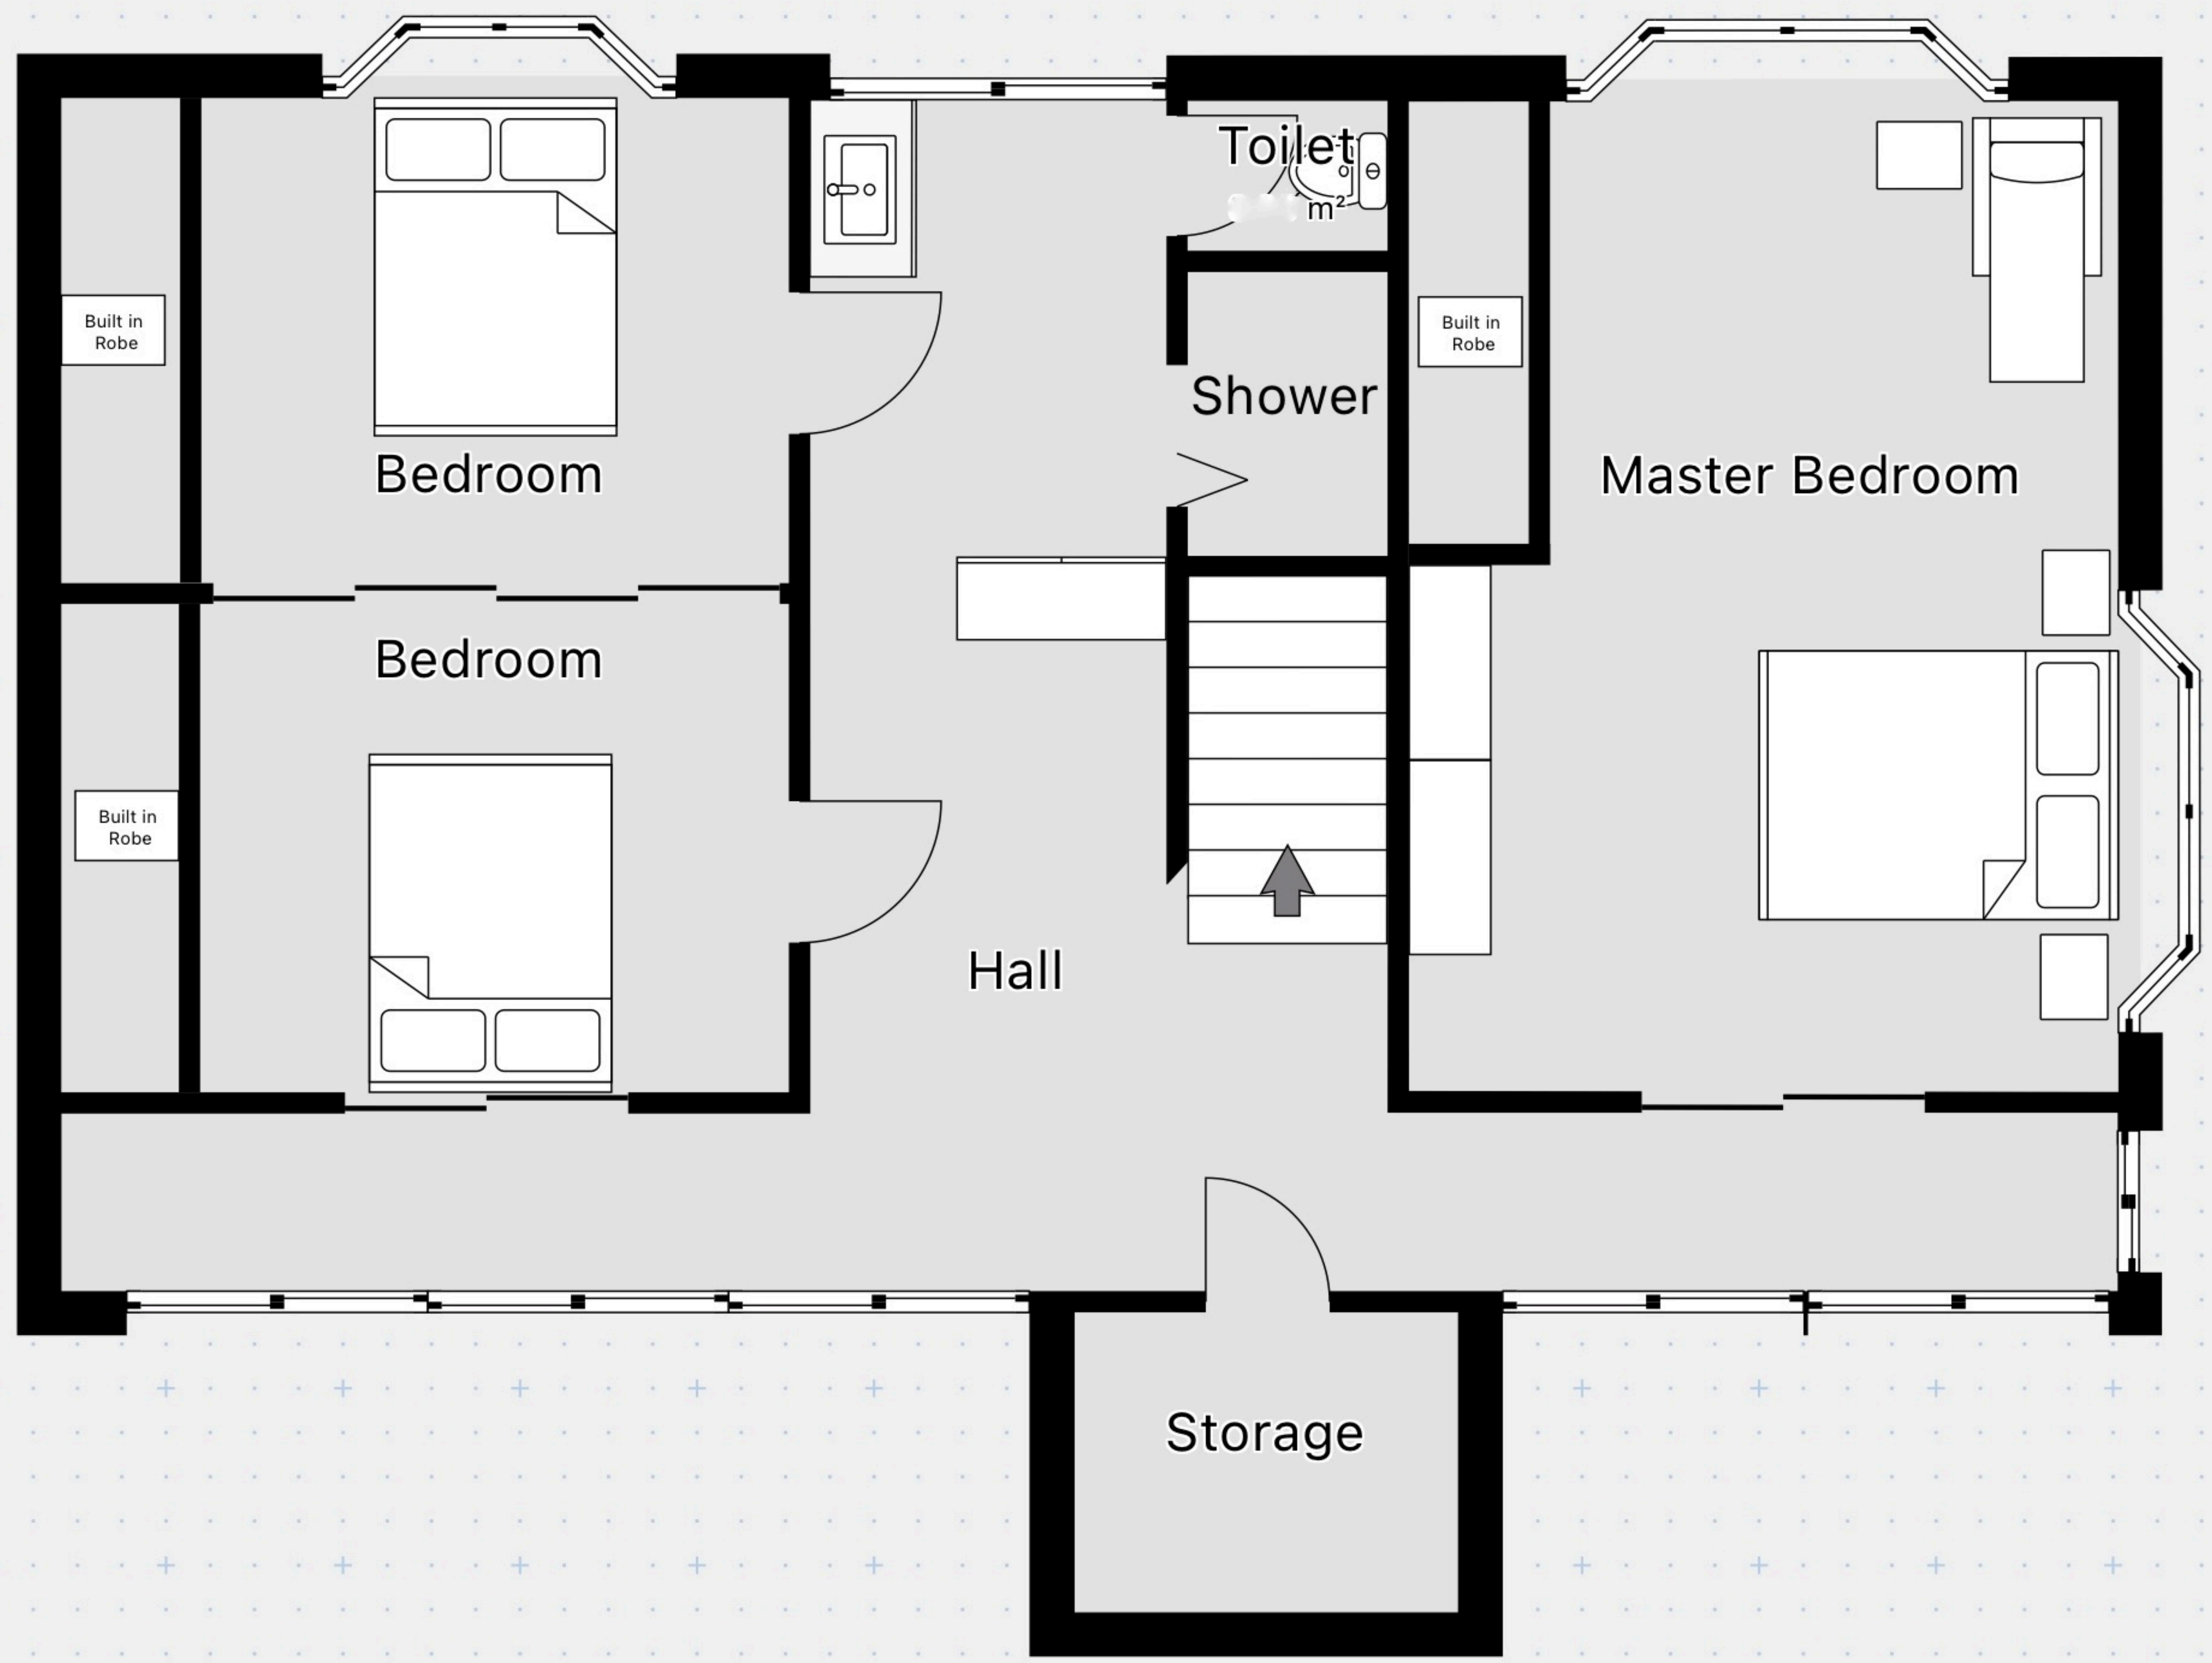 Toilet
m²
Built in
Robe
Built in
Robe
Shower
Bedroom
Master Bedroom
Bedroom
Built in
Robe
Hall
Storage